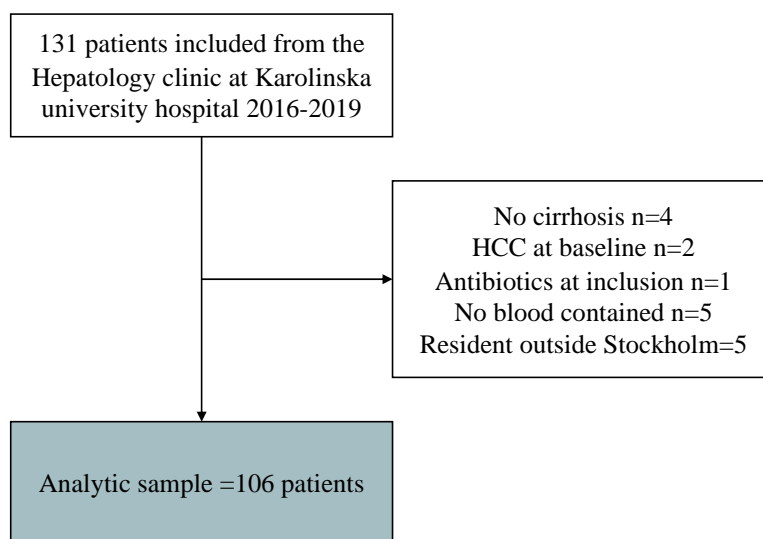 131 patients included from the
Hepatology clinic at Karolinska
university hospital 2016-2019
No cirrhosis n=4
HCC at baseline n=2
Antibiotics at inclusion n=1
No blood contained n=5
Resident outside Stockholm=5
Analytic sample =106 patients